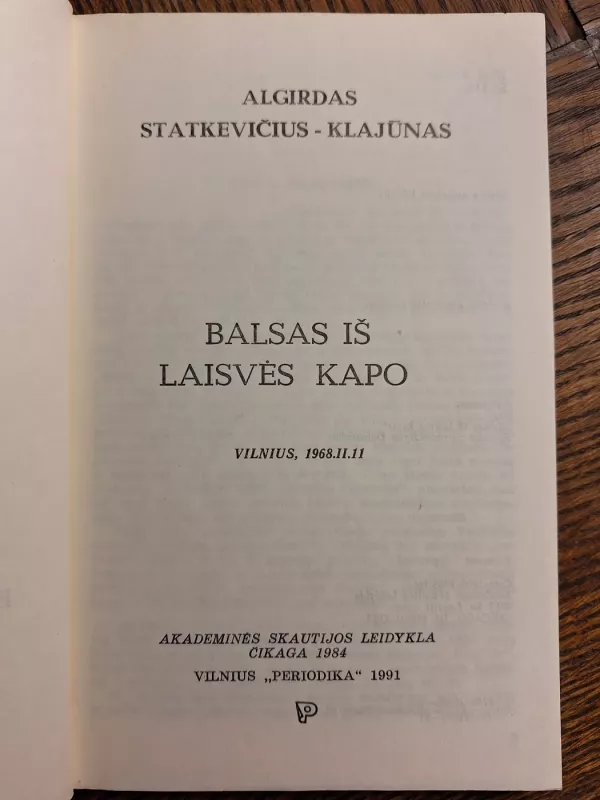 ALGIRDAS
STATKEVIČIUS - KLAJŪNAS
BALSAS IŠ
LAISVĖS KAPO
VILNIUS, 1968.II.11
AKADEMINĖS SKAUTIJOS LEIDYKLA
ČIKAGA 1984
VILNIUS „PERIODIKA“ 1991
P